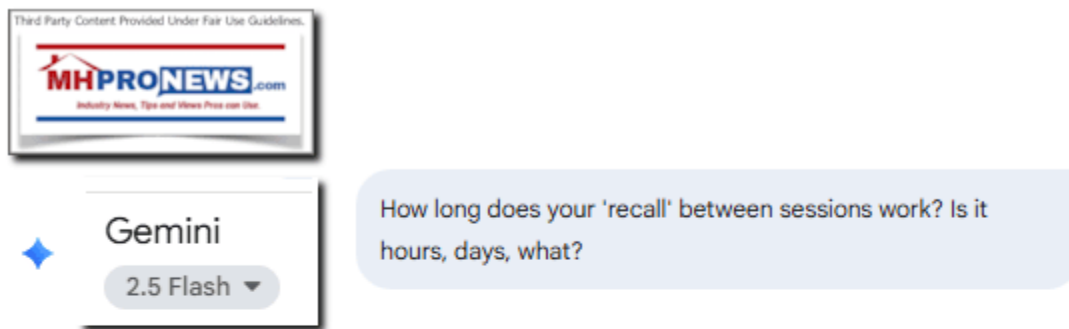 Third Party Content Provided Under Fair Use Guidelines.
MHPRONEWS.com
Industry News, Tips and Views Pros can Use.
Gemini
2.5 Flash
How long does your 'recall' between sessions work? Is it
hours, days, what?